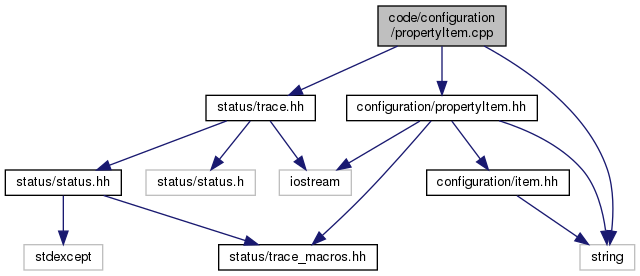 code/configuration
/propertyItem.cpp
status/trace.hh
configuration/propertyItem.hh
status/status.hh
status/status.h
iostream
configuration/item.hh
stdexcept
status/trace_macros.hh
string